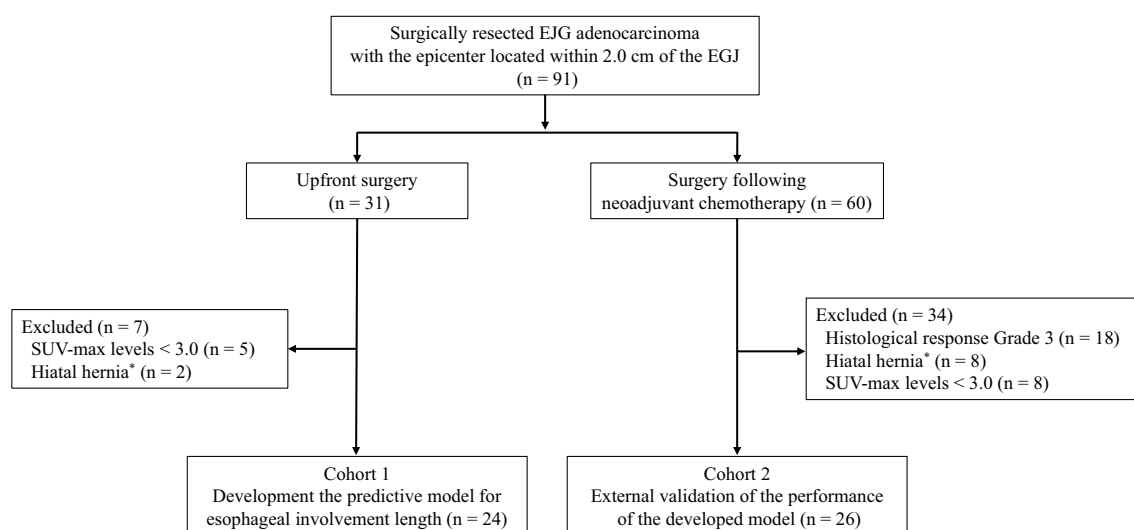 Surgically resected EJG adenocarcinoma
with the epicenter located within 2.0 cm of the EGJ
(n = 91)
Upfront surgery
(n = 31)
Surgery following
neoadjuvant chemotherapy (n = 60)
Excluded (n = 7)
SUV-max levels < 3.0 (n = 5)
Hiatal hernia* (n = 2)
Excluded (n = 34)
Histological response Grade 3 (n = 18)
Hiatal hernia* (n = 8)
SUV-max levels < 3.0 (n = 8)
Cohort 1
Development the predictive model for
esophageal involvement length (n = 24)
Cohort 2
External validation of the performance
of the developed model (n = 26)